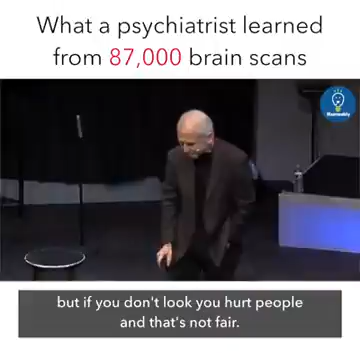 What a psychiatrist learned
from 87,000 brain scans
but if you don't look you hurt people
and that's not fair.